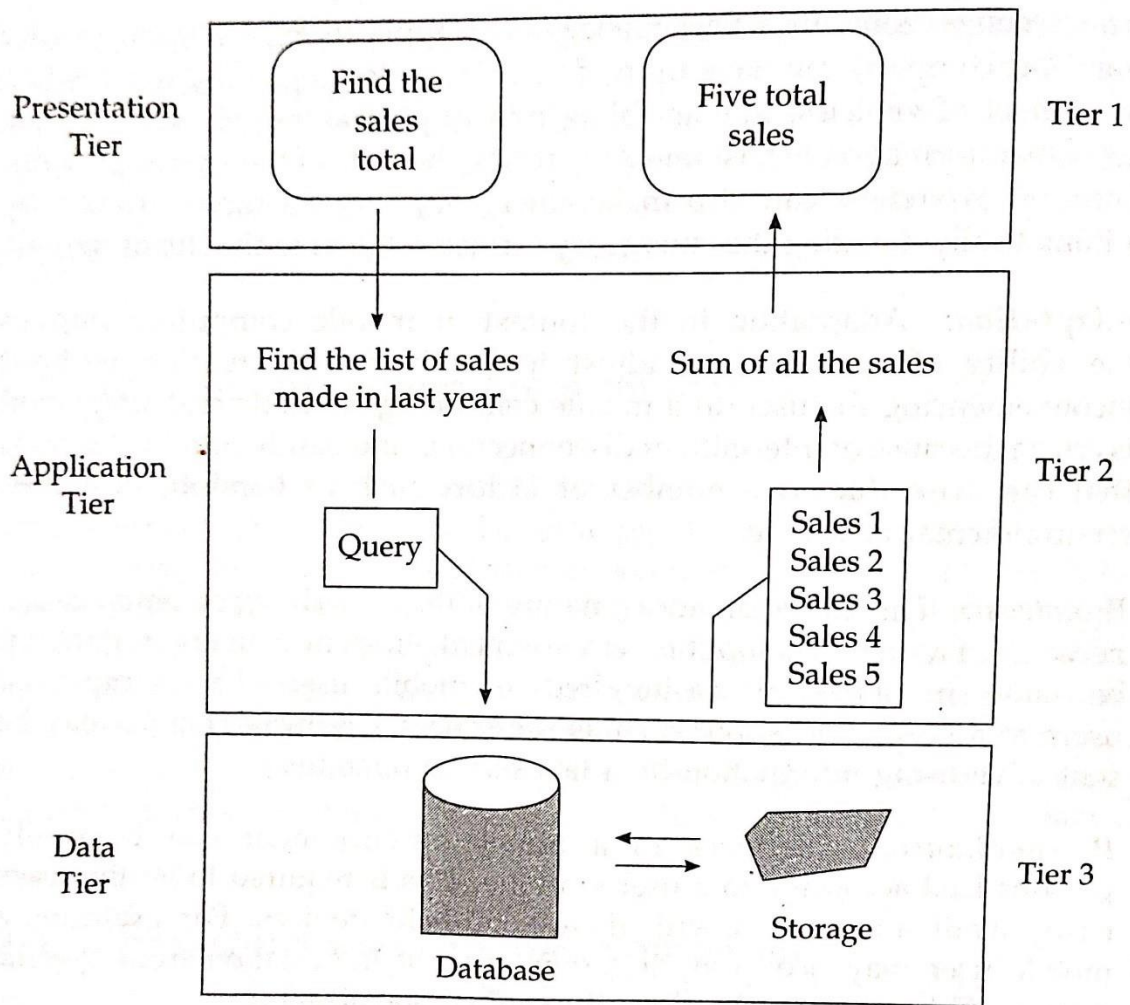 Presentation
Tier
Find the
sales
total
Five total
sales
Tier 1
Application
Tier
Find the list of sales
made in last year
Query
Sum of all the sales
Sales 1
Sales 2
Sales 3
Sales 4
Sales 5
Tier 2
Data
Tier
Database
Storage
Tier 3